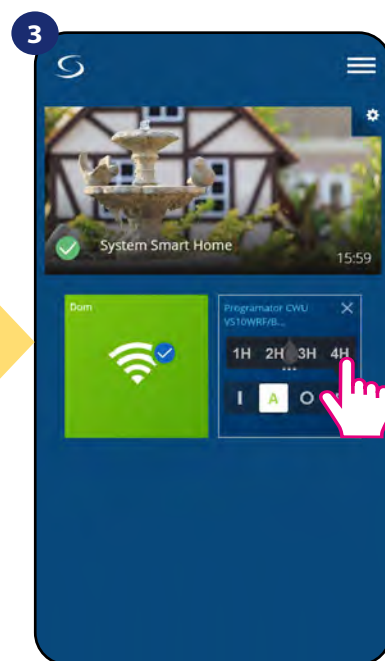 3
System Smart Home
15:59
Dom
Programator CWU
VS10WRF/B...
1H 2H 3H 4H
I A O